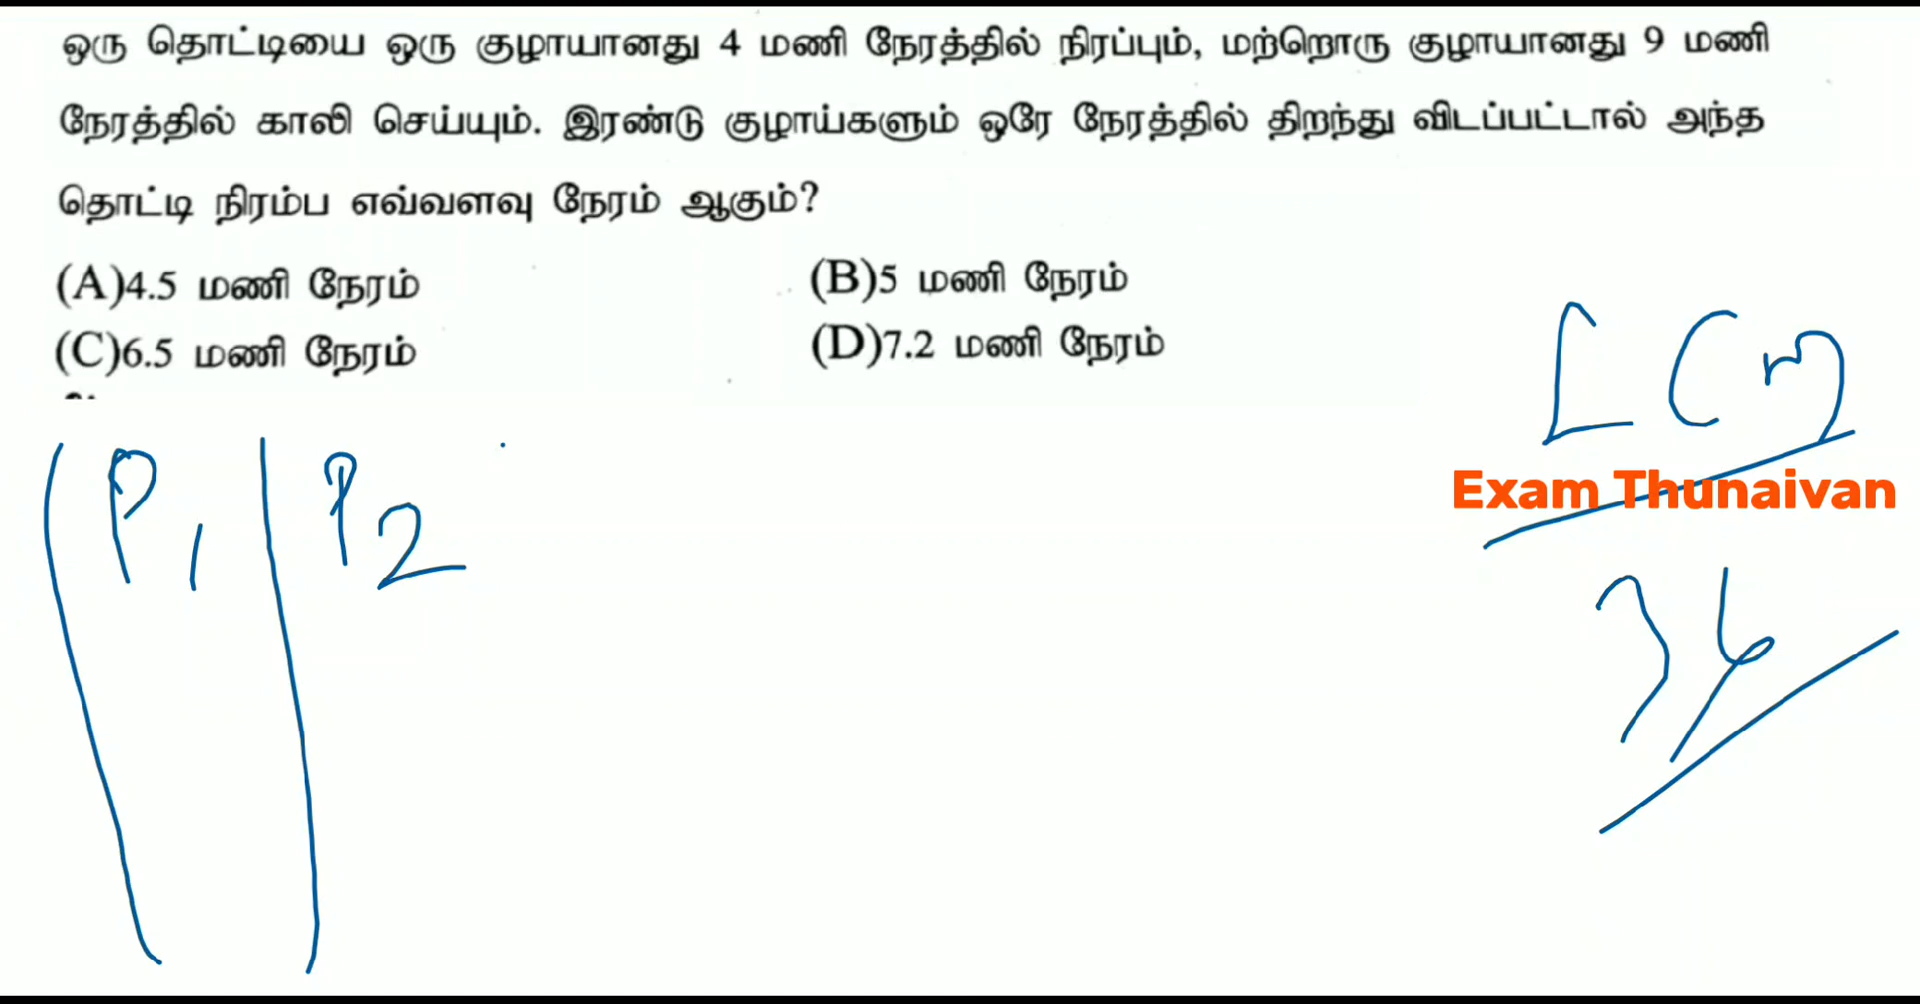 ஒரு தொட்டியை ஒரு குழாயானது 4 மணி நேரத்தில் நிரப்பும், மற்றொரு குழாயானது 9 மணி
நேரத்தில் காலி செய்யும். இரண்டு குழாய்களும் ஒரே நேரத்தில் திறந்து விடப்பட்டால் அந்த
தொட்டி நிரம்ப எவ்வளவு நேரம் ஆகும்?
(A)4.5 மணி நேரம்
(B)5 மணி நேரம்
(C)6.5 மணி நேரம்
(D)7.2 மணி நேரம்
LCM
Exam Thunaivan
P1 P2
36